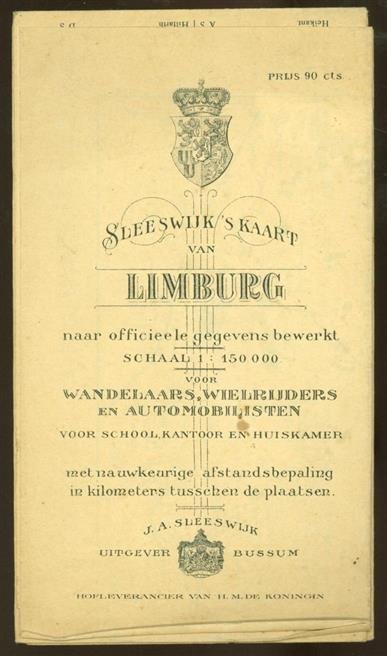 Heikant
A S | Hittarth
D S
PRIJS 90 cts
SLEESWIJK'S KAART
VAN
LIMBURG
naar officieele gegevens bewerkt
SCHAAL 1 : 150 000
VOOR
WANDELAARS, WIELRIJDERS
EN AUTOMOBILISTEN
VOOR SCHOOL, KANTOOR EN HUISKAMER
met nauwkeurige afstandsbepaling
in kilometers tusschen de plaatsen.
J. A. SLEESWIJK
UITGEVER BUSSUM
HOFLEVERANCIER VAN H. M. DE KONINGIN